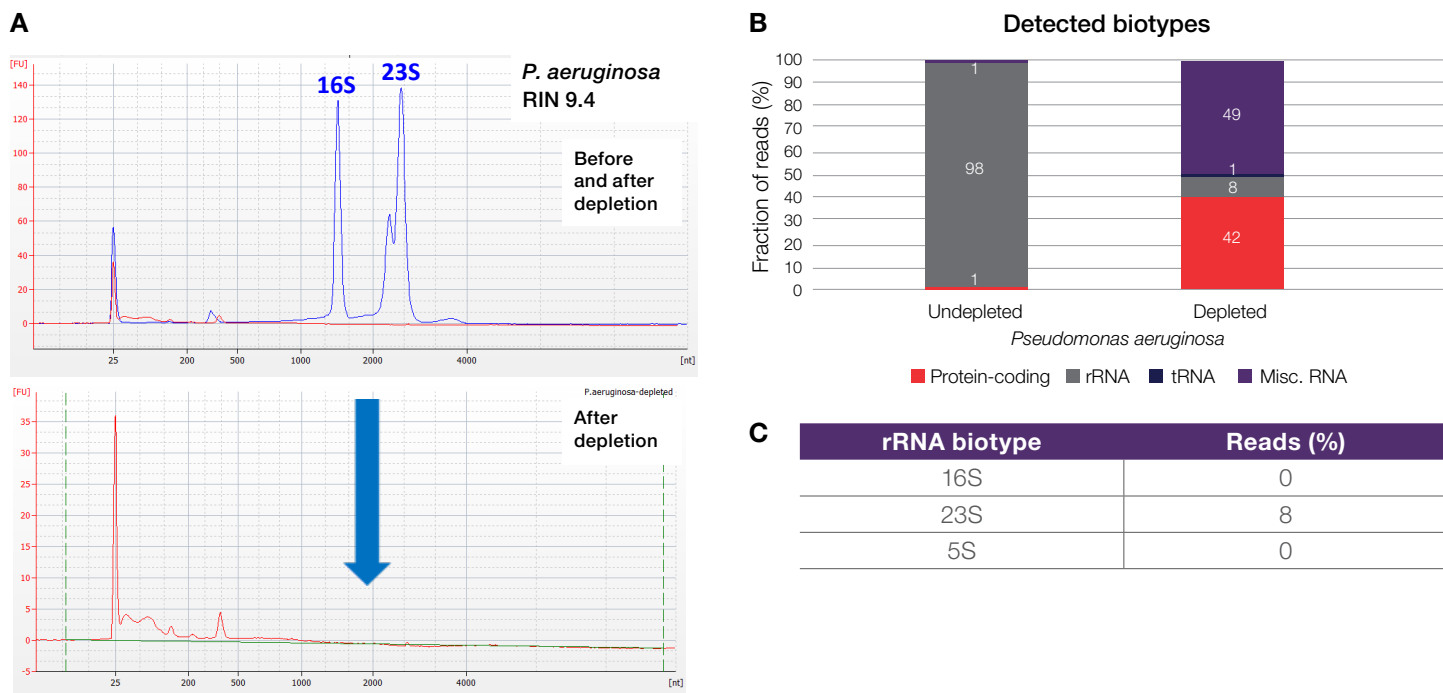 A
[FU]
140
120
100
80
60
40
20
0
16S
23S
P. aeruginosa
RIN 9.4
Before
and after
depletion
25
200
500
1000
2000
4000
[nt]
[FU]
35
30
25
20
15
10
5
0
-5
P.aeruginosa-depleted
After
depletion
25
200
500
1000
2000
4000
[nt]
B
Detected biotypes
Fraction of reads (%)
100
90
80
70
60
50
40
30
20
10
0
1
98
1
49
1
8
42
Undepleted
Depleted
Pseudomonas aeruginosa
Protein-coding rRNA tRNA Misc. RNA
C
rRNA biotype Reads (%)
16S 0
23S 8
5S 0